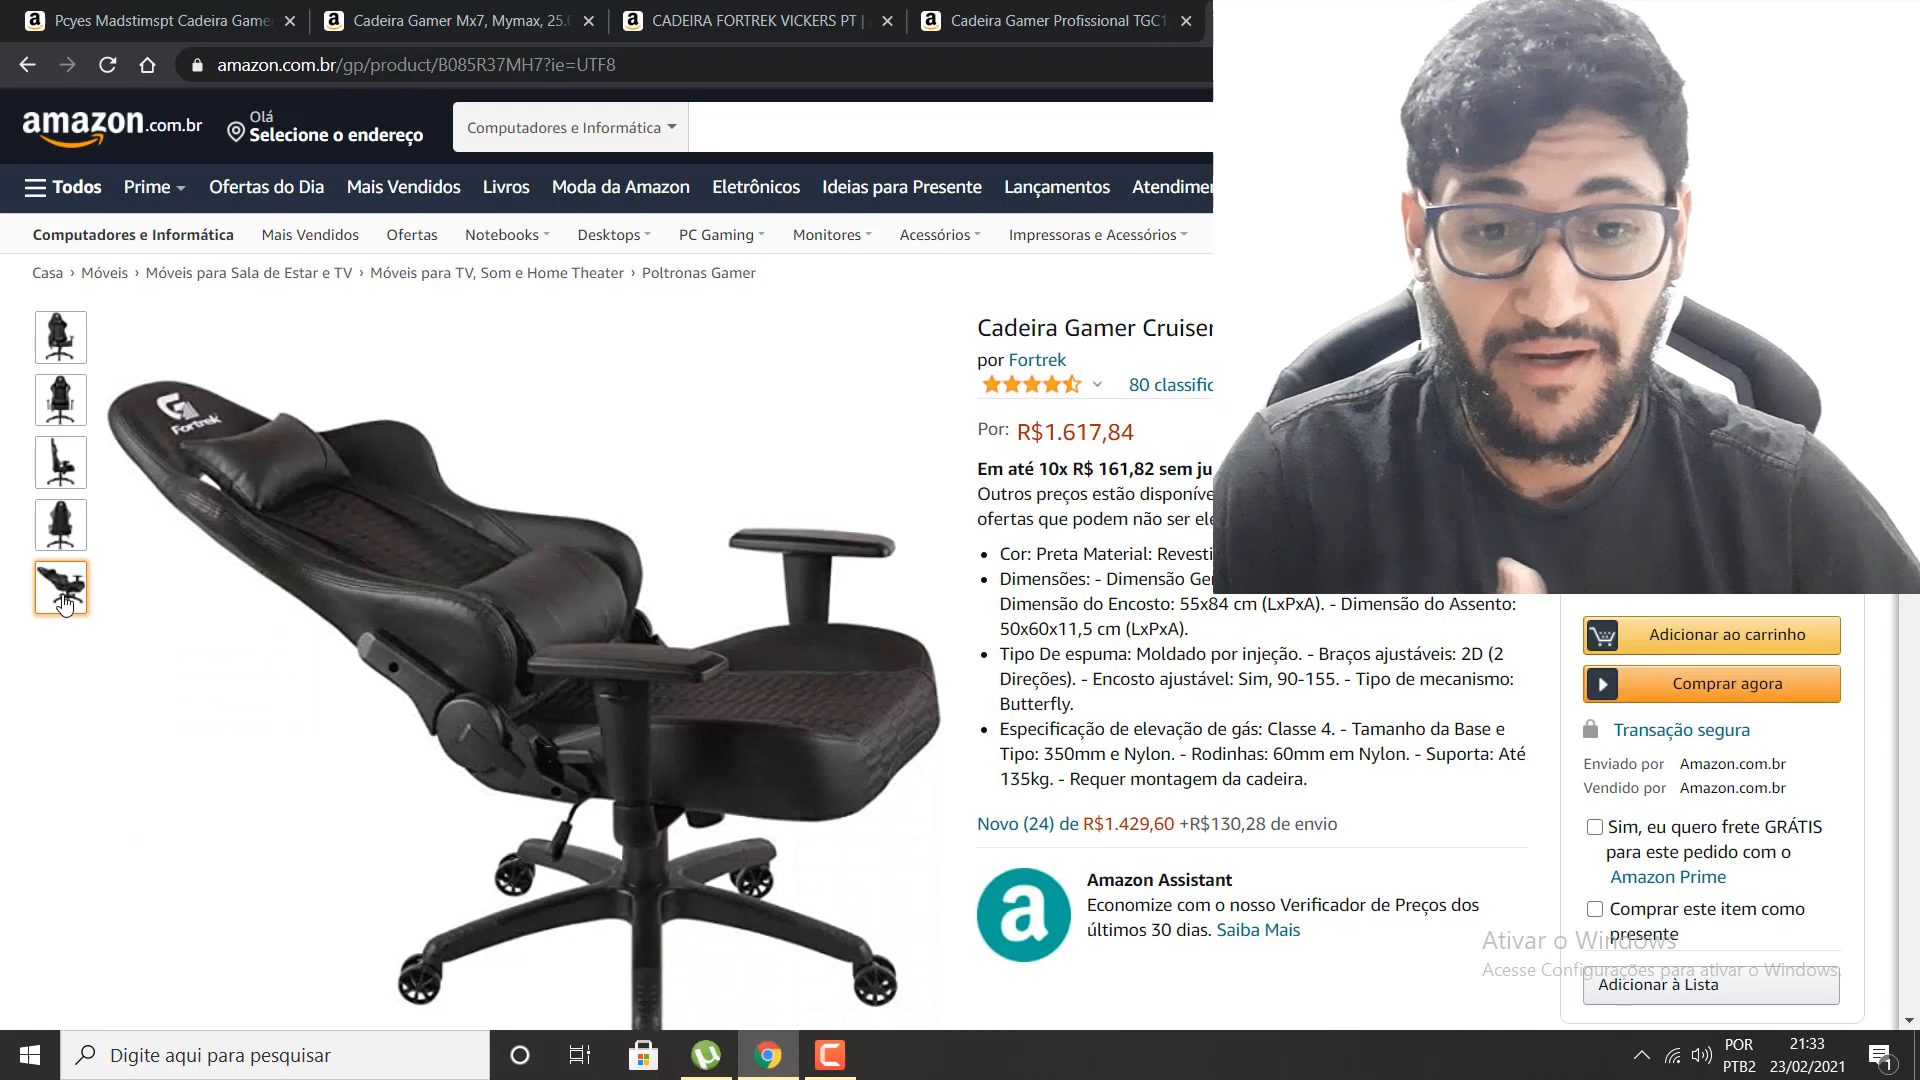 Pcyes Madstimspt Cadeira Game
Cadeira Gamer Mx7, Mymax, 25.0
CADEIRA FORTREK VICKERS PT |
Cadeira Gamer Profissional TGC1
amazon.com.br/gp/product/B085R37MH7?ie=UTF8
amazon.com.br
Olá
Selecione o endereço
Computadores e Informática
Todos
Prime
Ofertas do Dia
Mais Vendidos
Livros
Moda da Amazon
Eletrônicos
Ideias para Presente
Lançamentos
Atendimen
Computadores e Informática
Mais Vendidos
Ofertas
Notebooks
Desktops
PC Gaming
Monitores
Acessórios
Impressoras e Acessórios
Casa › Móveis › Móveis para Sala de Estar e TV › Móveis para TV, Som e Home Theater › Poltronas Gamer
Fortrek
Cadeira Gamer Cruiser
por Fortrek
80 classific
Por: R$1.617,84
Em até 10x R$ 161,82 sem ju
Outros preços estão disponíve
ofertas que podem não ser ele
• Cor: Preta Material: Revesti
• Dimensões: - Dimensão Ger
Dimensão do Encosto: 55x84 cm (LxPxA). - Dimensão do Assento:
50x60x11,5 cm (LxPxA).
• Tipo De espuma: Moldado por injeção. - Braços ajustáveis: 2D (2
Direções). - Encosto ajustável: Sim, 90-155. - Tipo de mecanismo:
Butterfly.
• Especificação de elevação de gás: Classe 4. - Tamanho da Base e
Tipo: 350mm e Nylon. - Rodinhas: 60mm em Nylon. - Suporta: Até
135kg. - Requer montagem da cadeira.
Novo (24) de R$1.429,60 +R$130,28 de envio
Amazon Assistant
Economize com o nosso Verificador de Preços dos
últimos 30 dias. Saiba Mais
Adicionar ao carrinho
Comprar agora
Transação segura
Enviado por Amazon.com.br
Vendido por Amazon.com.br
Sim, eu quero frete GRÁTIS
para este pedido com o
Amazon Prime
Comprar este item como
presente
Ativar o Windows
Acesse Configurações para ativar o Windows.
Adicionar à Lista
Digite aqui para pesquisar
POR
PTB2
21:33
23/02/2021
1